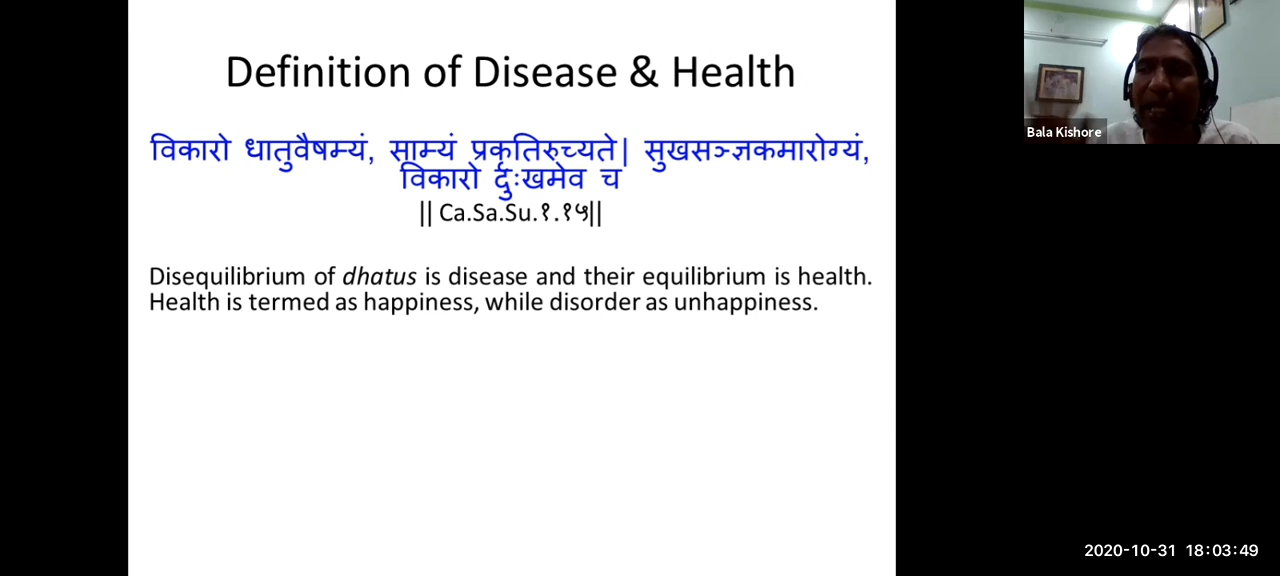 Definition of Disease & Health
विकारो धातुवैषम्यं, साम्यं प्रकृतिरुच्यते| सुखसञ्ज्ञकमारोग्यं,
विकारो दुःखमेव च
|| Ca.Sa.Su.१.१५||
Disequilibrium of dhatus is disease and their equilibrium is health.
Health is termed as happiness, while disorder as unhappiness.
Bala Kishore
2020-10-31 18:03:49